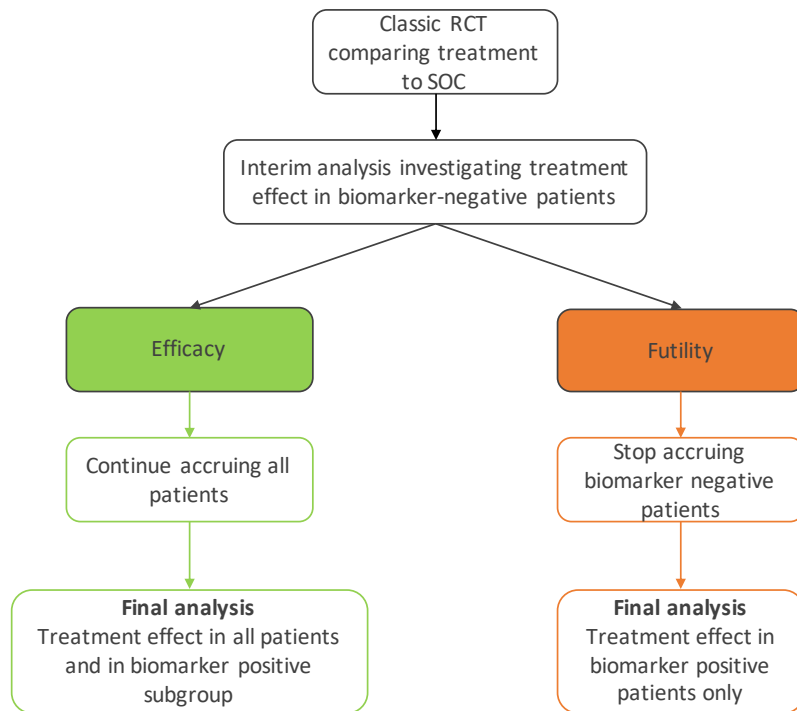 Classic RCT
comparing treatment
to SOC
Interim analysis investigating treatment
effect in biomarker-negative patients
Efficacy
Futility
Continue accruing all
patients
Stop accruing
biomarker negative
patients
Final analysis
Treatment effect in all patients
and in biomarker positive
subgroup
Final analysis
Treatment effect in
biomarker positive
patients only